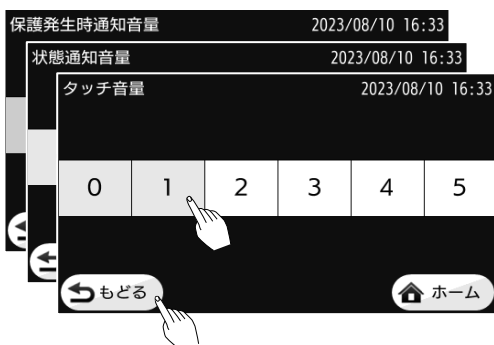 保護発生時通知音量 2023/08/10 16:33
状態通知音量 2023/08/10 16:33
タッチ音量 2023/08/10 16:33
0 1 2 3 4 5
もどる ホーム